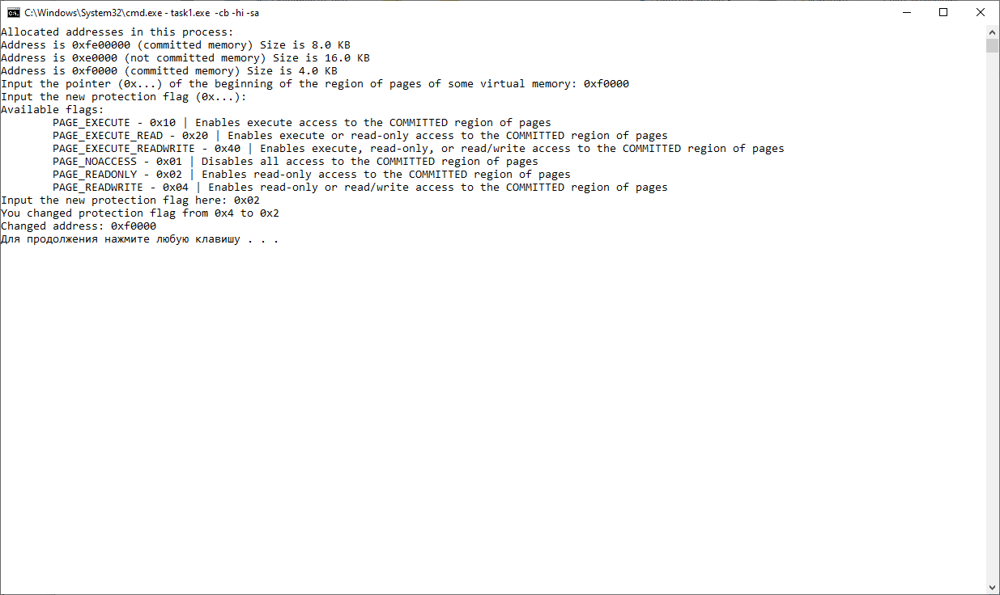 C:\Windows\System32\cmd.exe - task1.exe -cb -hi -sa
Allocated addresses in this process:
Address is 0xfe00000 (committed memory) Size is 8.0 KB
Address is 0xe0000 (not committed memory) Size is 16.0 KB
Address is 0xf0000 (committed memory) Size is 4.0 KB
Input the pointer (0x...) of the beginning of the region of pages of some virtual memory: 0xf0000
Input the new protection flag (0x...):
Available flags:
PAGE_EXECUTE - 0x10 | Enables execute access to the COMMITTED region of pages
PAGE_EXECUTE_READ - 0x20 | Enables execute or read-only access to the COMMITTED region of pages
PAGE_EXECUTE_READWRITE - 0x40 | Enables execute, read-only, or read/write access to the COMMITTED region of pages
PAGE_NOACCESS - 0x01 | Disables all access to the COMMITTED region of pages
PAGE_READONLY - 0x02 | Enables read-only access to the COMMITTED region of pages
PAGE_READWRITE - 0x04 | Enables read-only or read/write access to the COMMITTED region of pages
Input the new protection flag here: 0x02
You changed protection flag from 0x4 to 0x2
Changed address: 0xf0000
Для продолжения нажмите любую клавишу . . .